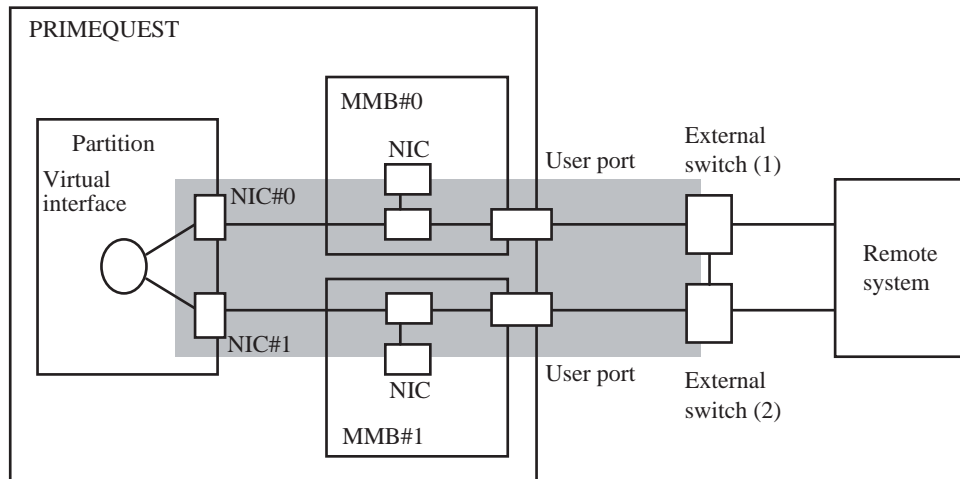 PRIMEQUEST
MMB#0
Partition
NIC
Virtual
interface
NIC#0
User port
External
switch (1)
Remote
system
NIC#1
NIC
User port
External
switch (2)
MMB#1